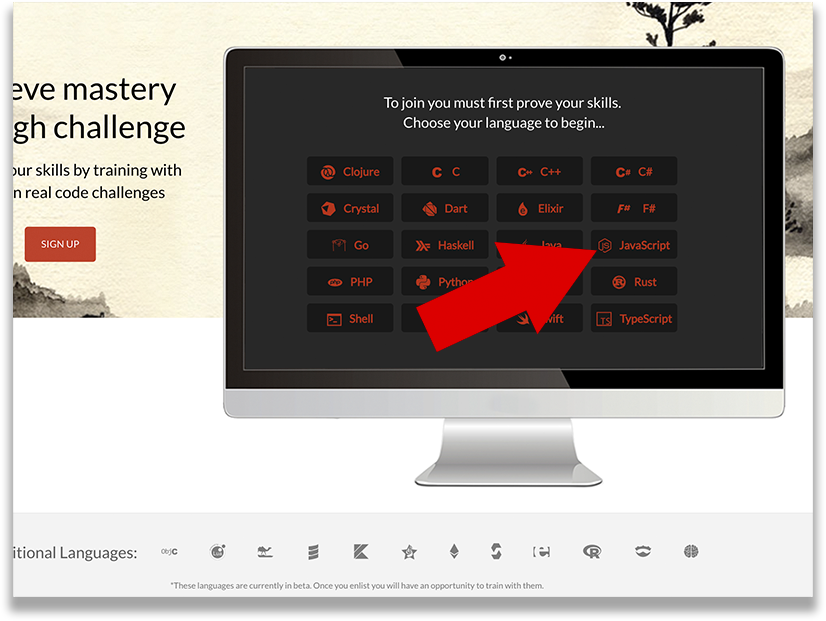 eve mastery
gh challenge
our skills by training with
n real code challenges
SIGN UP
To join you must first prove your skills.
Choose your language to begin...
Clojure
C C
C++ C++
C# C#
Crystal
Dart
Elixir
F# F#
Go
Haskell
Java
JS JavaScript
php PHP
Python
Rust
Shell
TS TypeScript
itional Languages:
ObjC
R
*These languages are currently in beta. Once you enlist you will have an opportunity to train with them.